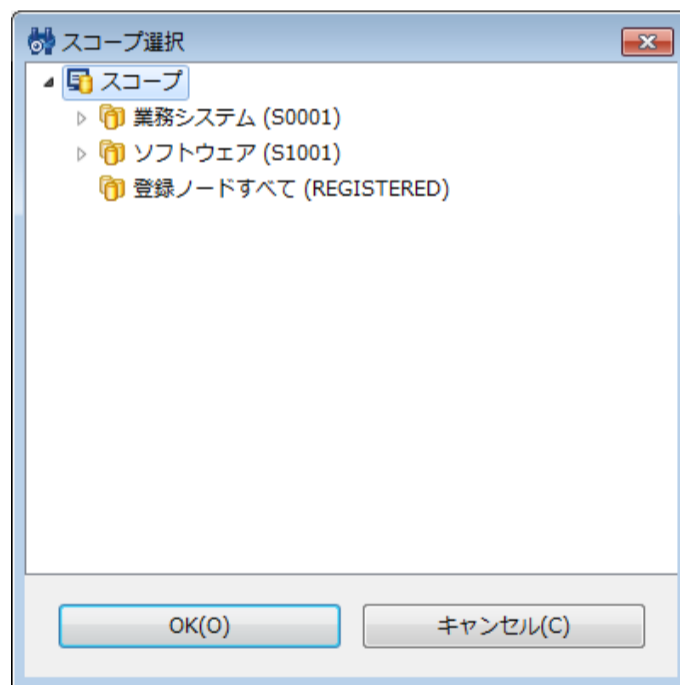 スコープ選択
スコープ
業務システム (S0001)
ソフトウェア (S1001)
登録ノードすべて (REGISTERED)
OK(O)
キャンセル(C)